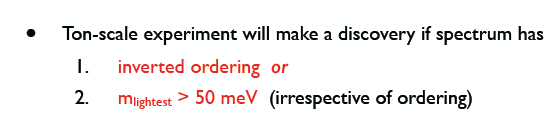 • Ton-scale experiment will make a discovery if spectrum has
1. inverted ordering or
2. mlightest > 50 meV (irrespective of ordering)